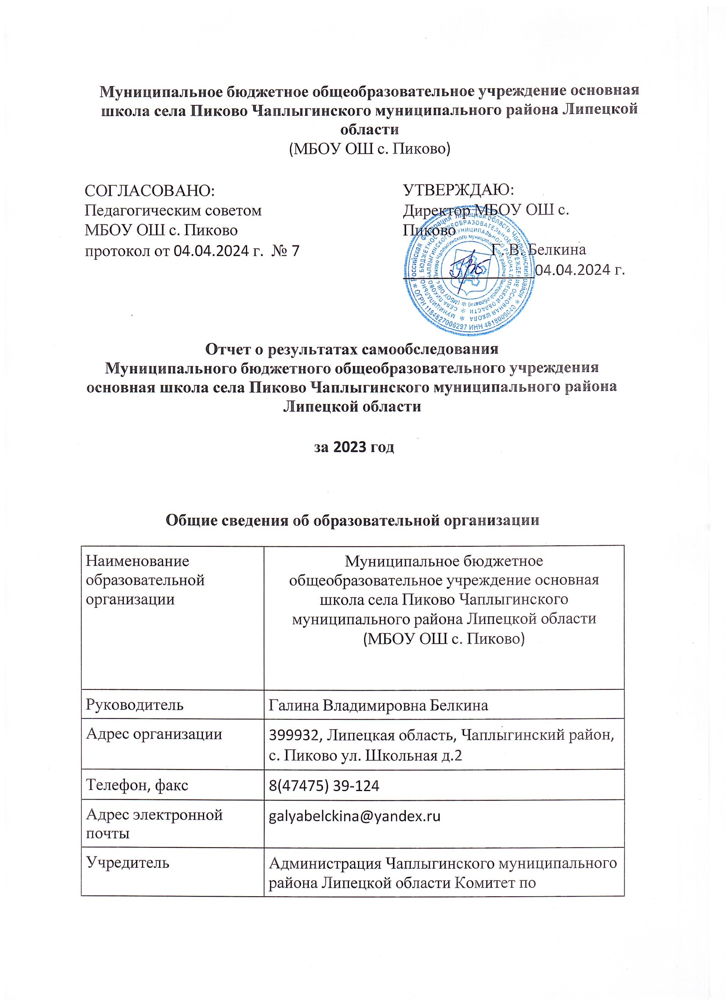 Муниципальное бюджетное общеобразовательное учреждение основная
школа села Пиково Чаплыгинского муниципального района Липецкой
области
(МБОУ ОШ с. Пиково)
СОГЛАСОВАНО:
Педагогическим советом
МБОУ ОШ с. Пиково
протокол от 04.04.2024 г. № 7
УТВЕРЖДАЮ:
Директор МБОУ ОШ с.
Пиково
Г. В. Белкина
04.04.2024 г.
Российская Федерация Липецкая область Чаплыгинский район
ОГРН 1184827006297 ИНН 4818009040
МУНИЦИПАЛЬНОЕ БЮДЖЕТНОЕ ОБЩЕОБРАЗОВАТЕЛЬНОЕ УЧРЕЖДЕНИЕ ОСНОВНАЯ ШКОЛА
СЕЛА ПИКОВО ЧАПЛЫГИНСКОГО МУНИЦИПАЛЬНОГО РАЙОНА ЛИПЕЦКОЙ ОБЛАСТИ
(МБОУ ОШ с Пиково Чаплыгинского муниципального района Липецкой области)
Отчет о результатах самообследования
Муниципального бюджетного общеобразовательного учреждения
основная школа села Пиково Чаплыгинского муниципального района
Липецкой области
за 2023 год
Общие сведения об образовательной организации
Наименование
образовательной
организации
Муниципальное бюджетное
общеобразовательное учреждение основная
школа села Пиково Чаплыгинского
муниципального района Липецкой области
(МБОУ ОШ с. Пиково)
Руководитель
Галина Владимировна Белкина
Адрес организации
399932, Липецкая область, Чаплыгинский район,
с. Пиково ул. Школьная д.2
Телефон, факс
8(47475) 39-124
Адрес электронной
почты
galyabelckina@yandex.ru
Учредитель
Администрация Чаплыгинского муниципального
района Липецкой области Комитет по